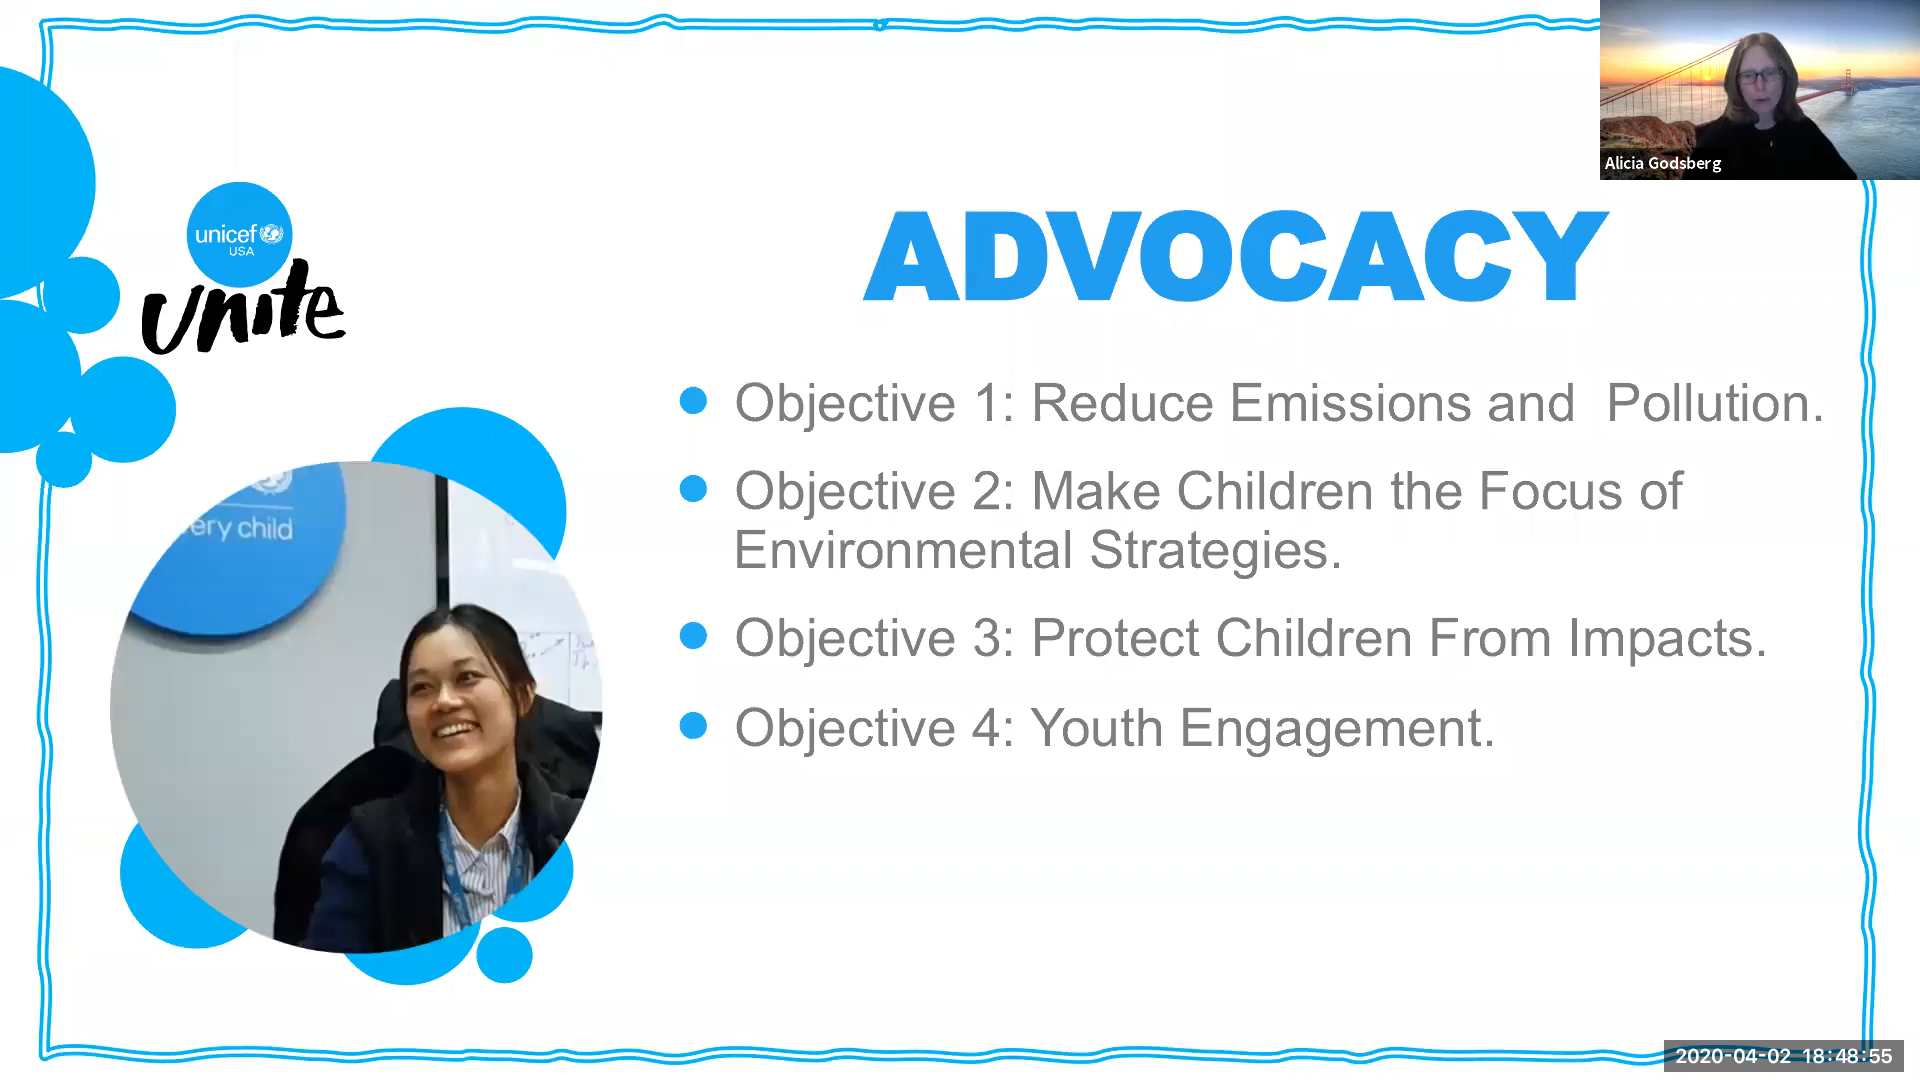 Alicia Godsberg
unicef
USA
unite
ADVOCACY
Objective 1: Reduce Emissions and  Pollution.
Objective 2: Make Children the Focus of
Environmental Strategies.
Objective 3: Protect Children From Impacts.
Objective 4: Youth Engagement.
ery child
2020-04-02 18:48:55